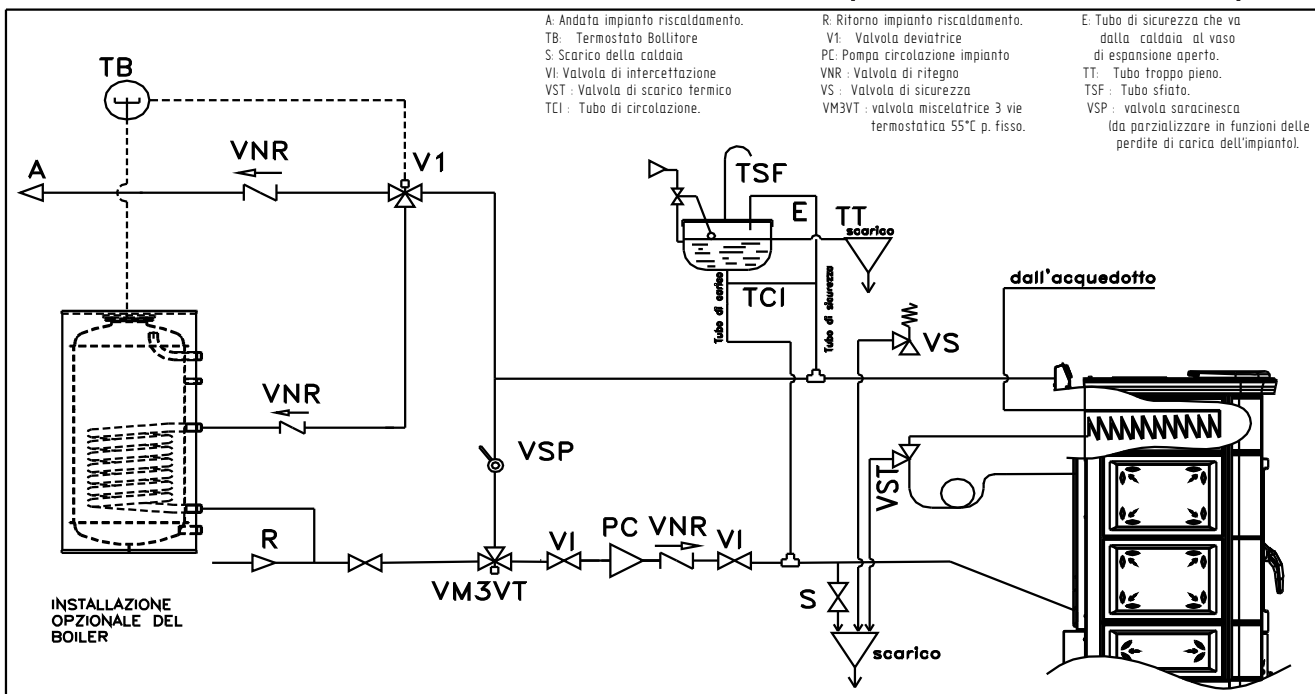 A: Andata impianto riscaldamento.
TB: Termostato Bollitore
S: Scarico della caldaia
VI: Valvola di intercettazione
VST : Valvola di scarico termico
TCI : Tubo di circolazione.
R: Ritorno impianto riscaldamento.
V1: Valvola deviatrice
PC: Pompa circolazione impianto
VNR : Valvola di ritegno
VS : Valvola di sicurezza
VM3VT : valvola miscelatrice 3 vie
termostatica 55°C p. fisso.
E: Tubo di sicurezza che va
dalla caldaia al vaso
di espansione aperto.
TT: Tubo troppo pieno.
TSF : Tubo sfiato.
VSP : valvola saracinesca
(da parzializzare in funzioni delle
perdite di carica dell'impianto).
TB
VNR
V1
A
TSF
E
TT
scarico
TCI
Tubo di carico
Tubo di sicurezza
dall'acquedotto
VS
VNR
VSP
VST
R
VM3VT
VI
PC
VNR
VI
S
scarico
INSTALLAZIONE
OPZIONALE DEL
BOILER